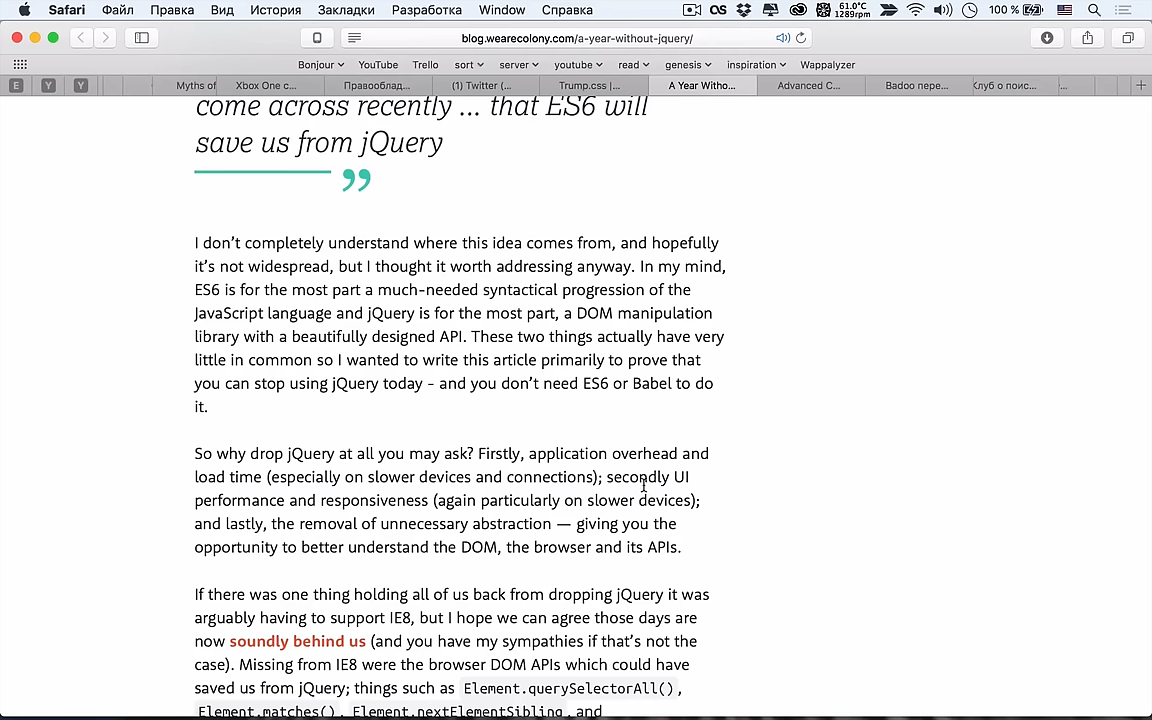 Safari Файл Правка Вид История Закладки Разработка Window Справка OS 61.0°C 1289rpm 100 %
blog.wearecolony.com/a-year-without-jquery/
Bonjour YouTube Trello sort server youtube read genesis inspiration Wappalyzer
E Y Y Myths of Xbox One c... Правооблад... (1) Twitter (... Trump.css |... A Year Witho... Advanced C... Badoo пере... Клуб о поис... ...
come across recently ... that ES6 will
save us from jQuery
”
I don’t completely understand where this idea comes from, and hopefully
it’s not widespread, but I thought it worth addressing anyway. In my mind,
ES6 is for the most part a much-needed syntactical progression of the
JavaScript language and jQuery is for the most part, a DOM manipulation
library with a beautifully designed API. These two things actually have very
little in common so I wanted to write this article primarily to prove that
you can stop using jQuery today - and you don’t need ES6 or Babel to do
it.
So why drop jQuery at all you may ask? Firstly, application overhead and
load time (especially on slower devices and connections); secondly UI
performance and responsiveness (again particularly on slower devices);
and lastly, the removal of unnecessary abstraction — giving you the
opportunity to better understand the DOM, the browser and its APIs.
If there was one thing holding all of us back from dropping jQuery it was
arguably having to support IE8, but I hope we can agree those days are
now soundly behind us (and you have my sympathies if that’s not the
case). Missing from IE8 were the browser DOM APIs which could have
saved us from jQuery; things such as Element.querySelectorAll(),
Element.matches(), Element.nextElementSibling, and